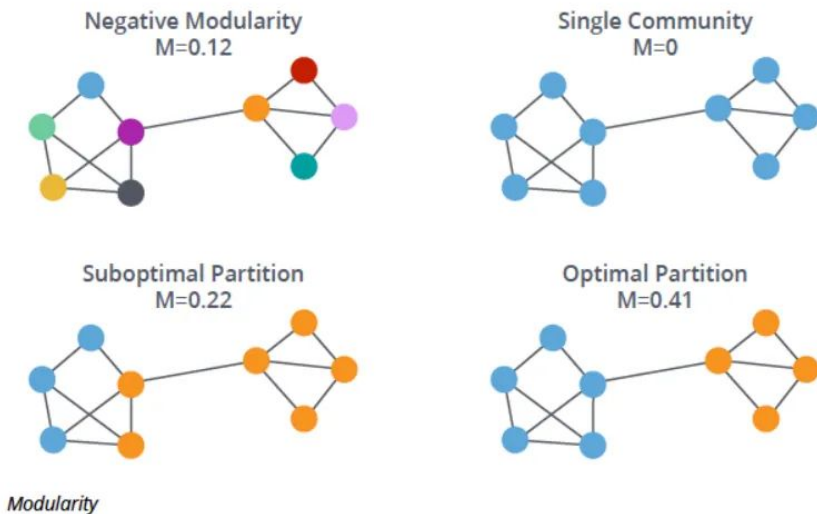 Negative Modularity
M=0.12
Single Community
M=0
Suboptimal Partition
M=0.22
Optimal Partition
M=0.41
Modularity